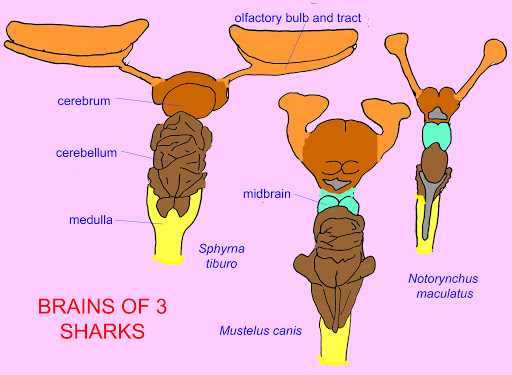 olfactory bulb and tract
cerebrum
cerebellum
midbrain
medulla
Sphyrna
tiburo
Notorynchus
maculatus
BRAINS OF 3
SHARKS
Mustelus canis